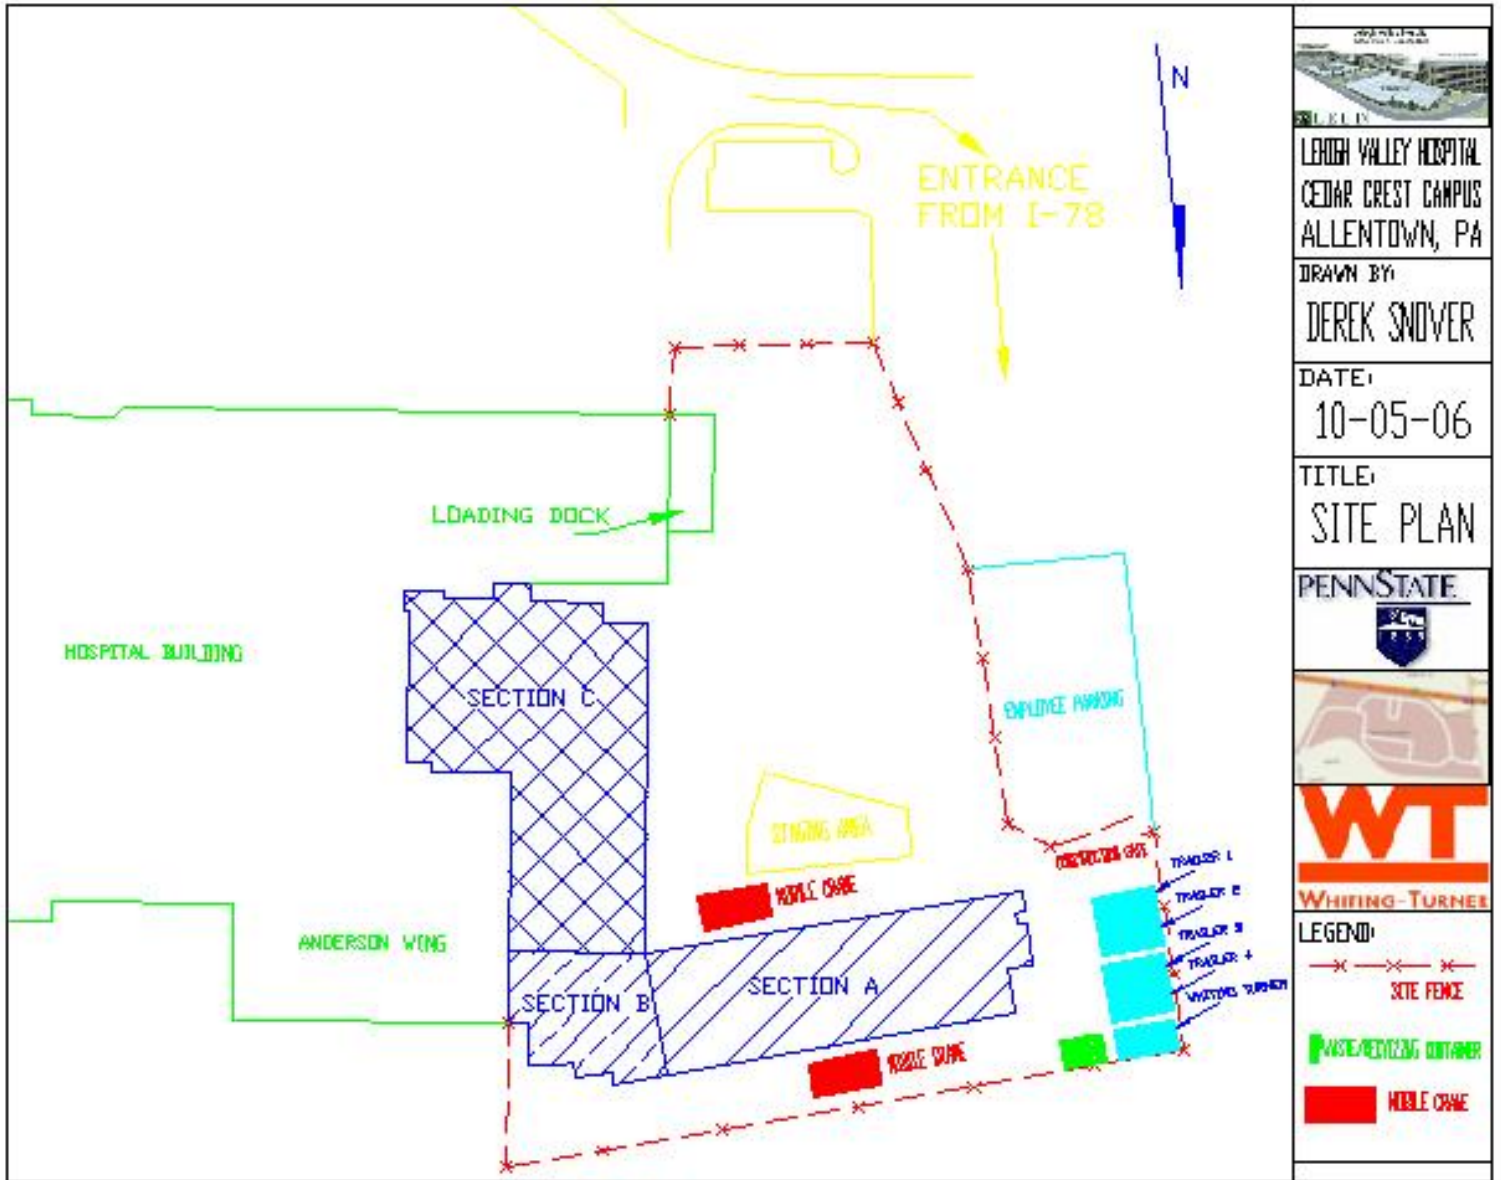 N
ENTRANCE
FROM I-78
LOADING DOCK
HOSPITAL BUILDING
SECTION C
EMPLOYEE PARKING
STAGING AREA
MOBILE CRANE
CONSTRUCTION GATE
TRAILER 1
TRAILER 2
TRAILER 3
TRAILER 4
WHITING TURNER
ANDERSON WING
SECTION B
SECTION A
MOBILE CRANE
LEHIGH VALLEY HOSPITAL
CEDAR CREST CAMPUS
ALLENTOWN, PA
DRAWN BY:
DEREK SNOVER
DATE:
10-05-06
TITLE:
SITE PLAN
PENNSTATE
WT
WHITING-TURNER
LEGEND:
SITE FENCE
WASTE/RECYCLING CONTAINER
MOBILE CRANE